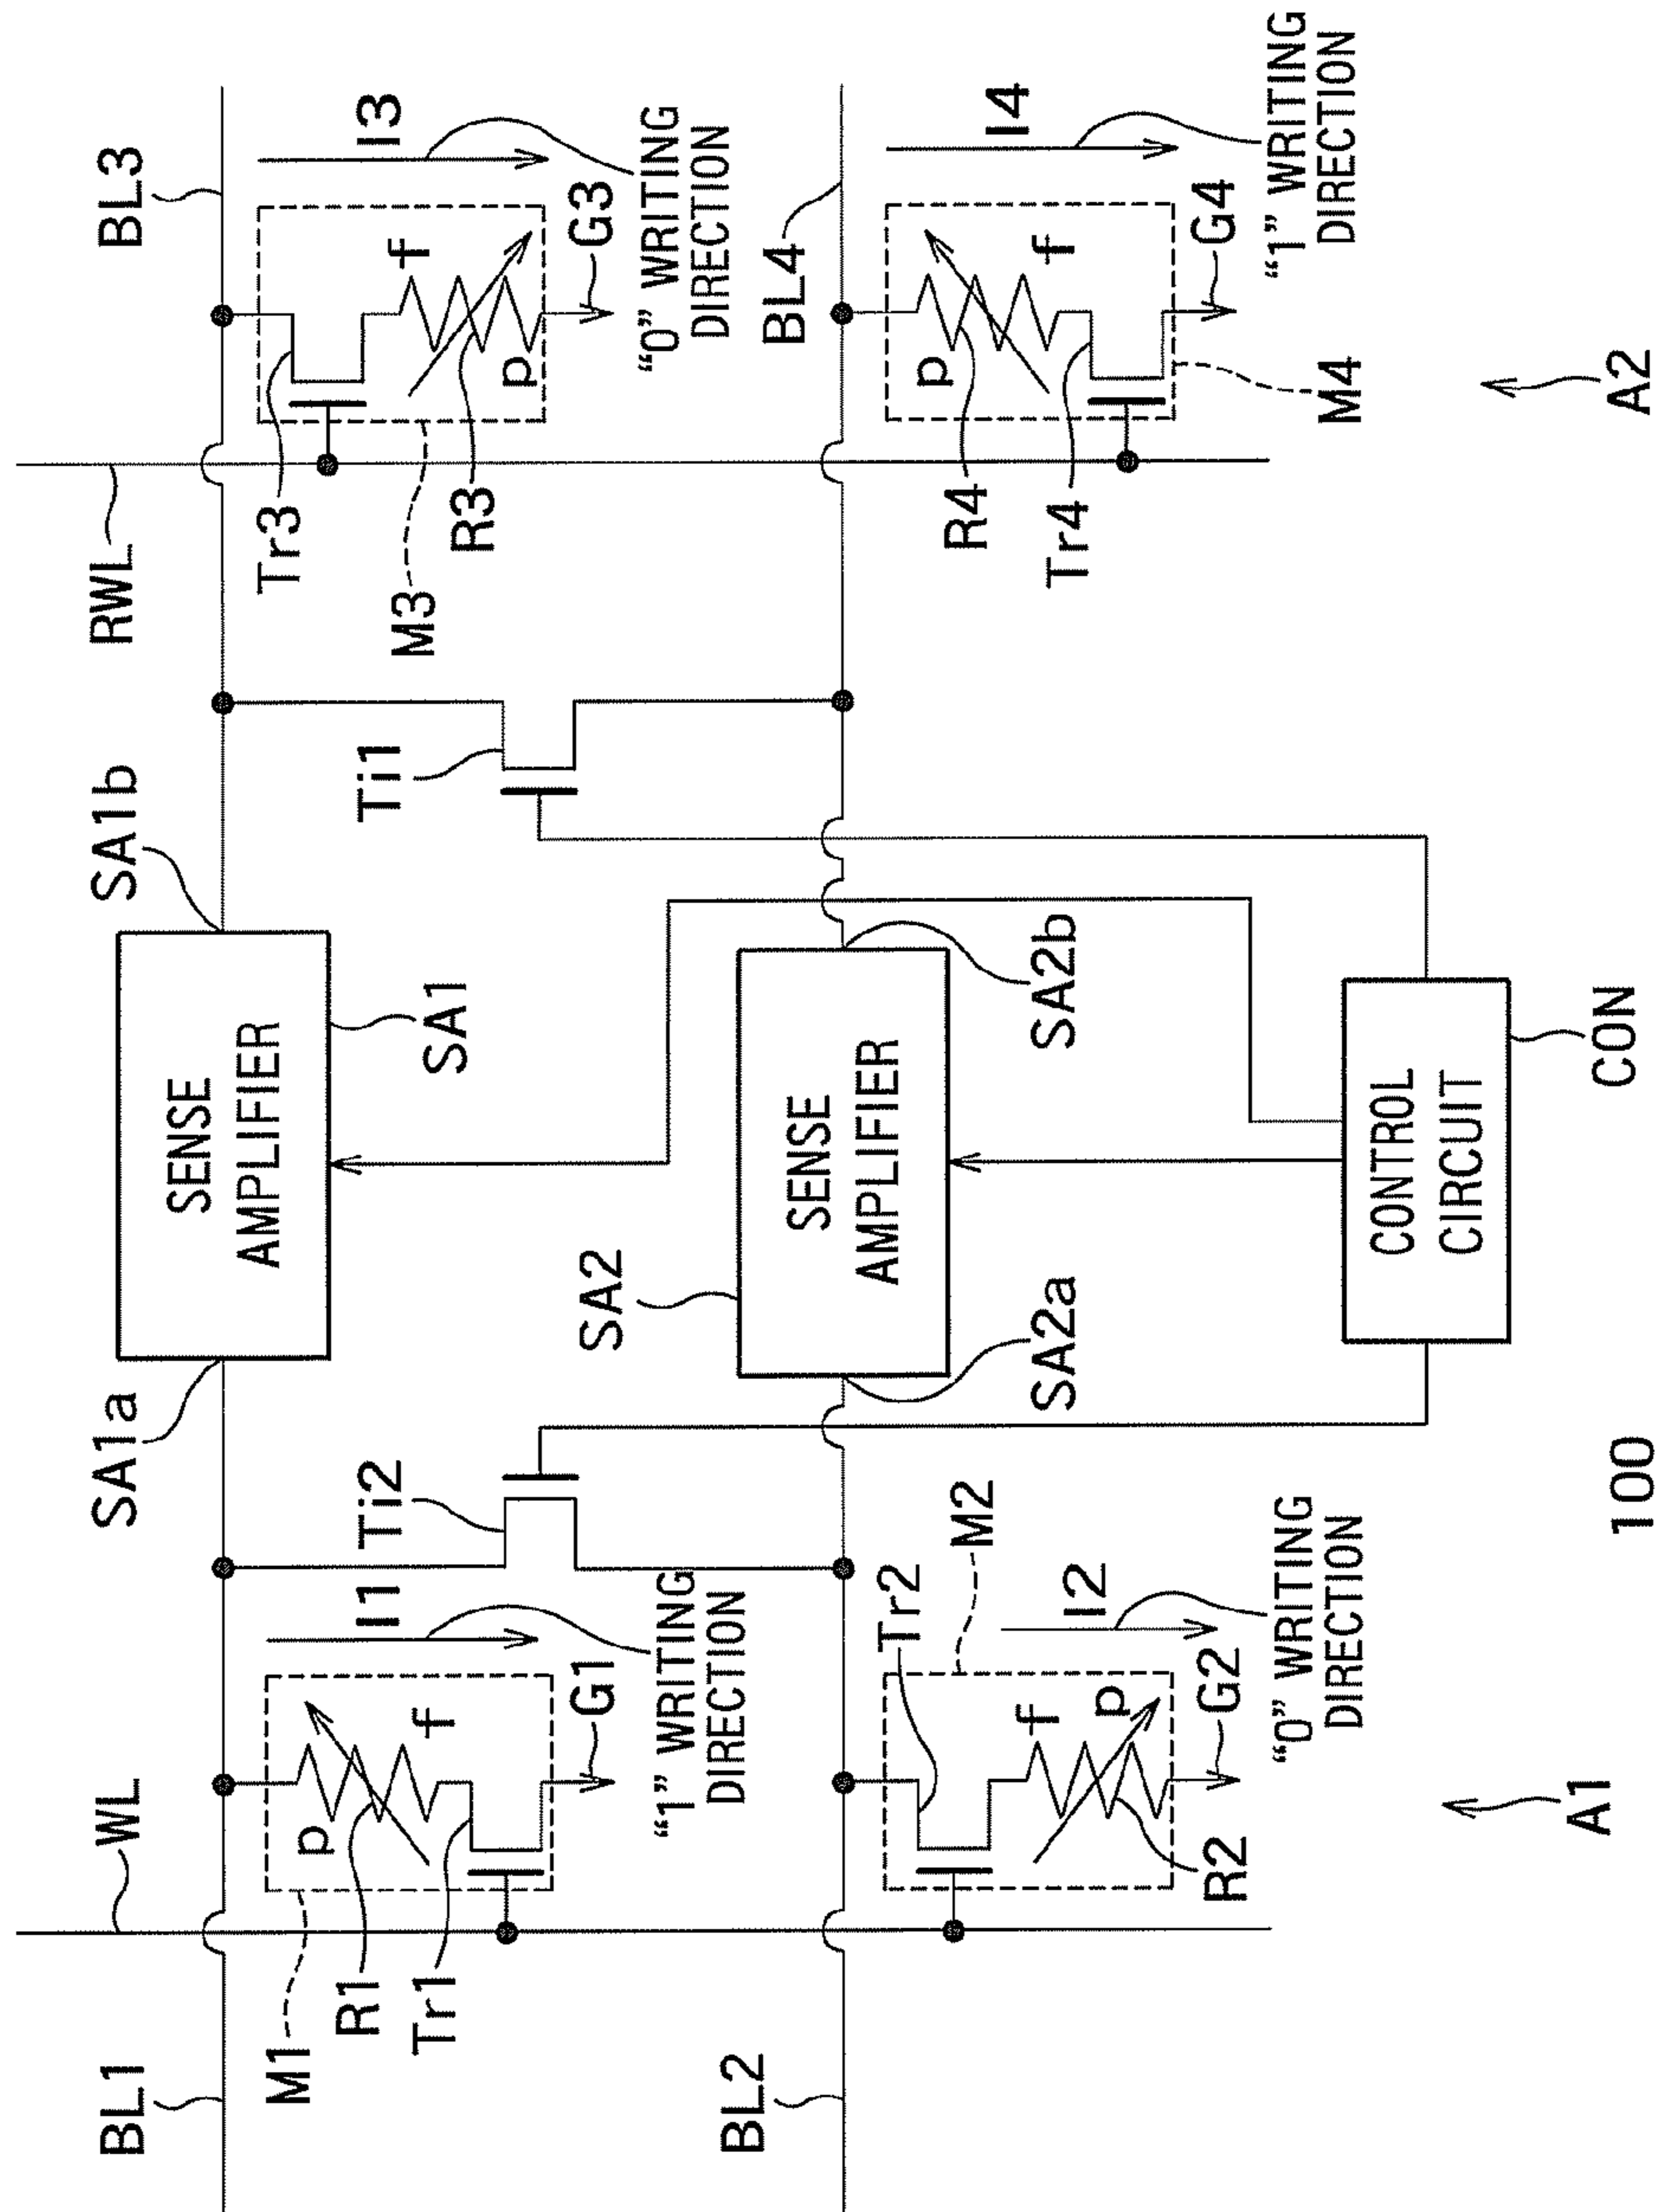 BL1
WL
SA1a
SA1b
RWL
BL3
SENSE
AMPLIFIER
SA1
M1
R1
Tr1
p
f
G1
I1
"1" WRITING
DIRECTION
Ti2
Ti1
Tr3
M3
R3
f
p
G3
I3
"0" WRITING
DIRECTION
BL2
SA2
SENSE
AMPLIFIER
SA2a
SA2b
BL4
R2
Tr2
M2
f
p
G2
I2
"0" WRITING
DIRECTION
R4
Tr4
p
f
G4
M4
I4
"1" WRITING
DIRECTION
CONTROL
CIRCUIT
CON
A1
100
A2